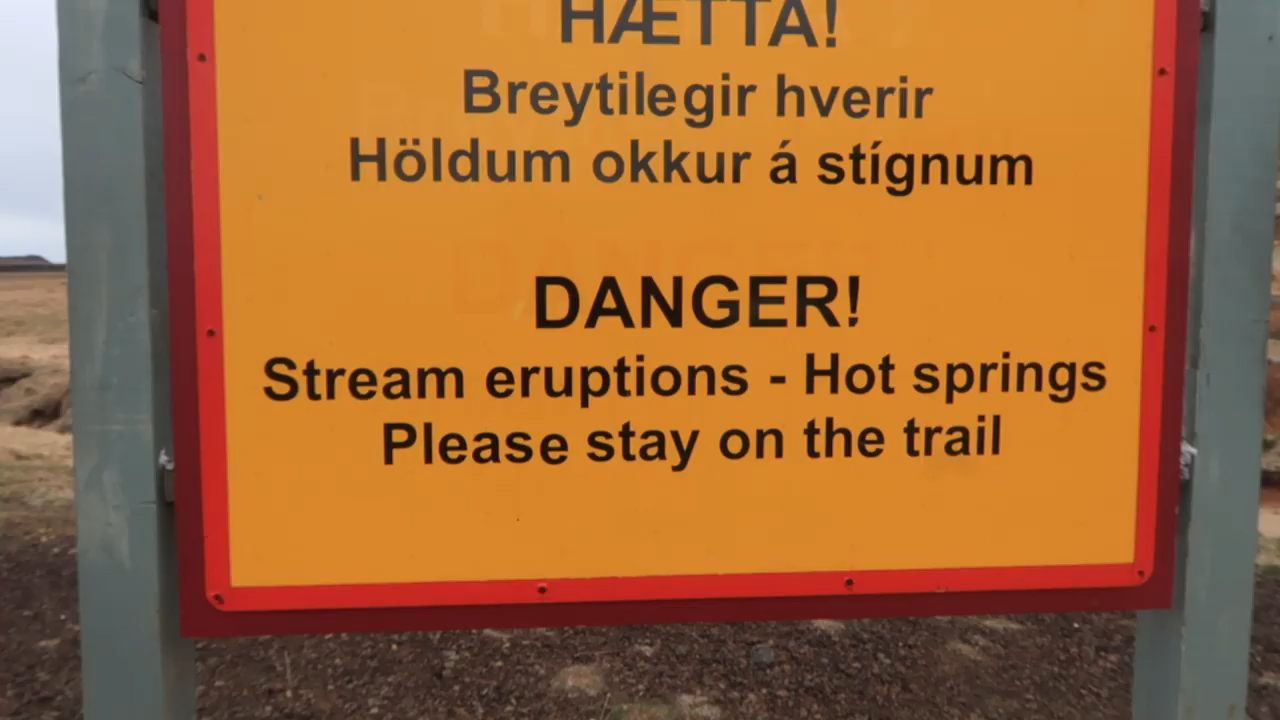 HÆTTA!
Breytilegir hverir
Höldum okkur á stígnum
DANGER!
Stream eruptions - Hot springs
Please stay on the trail